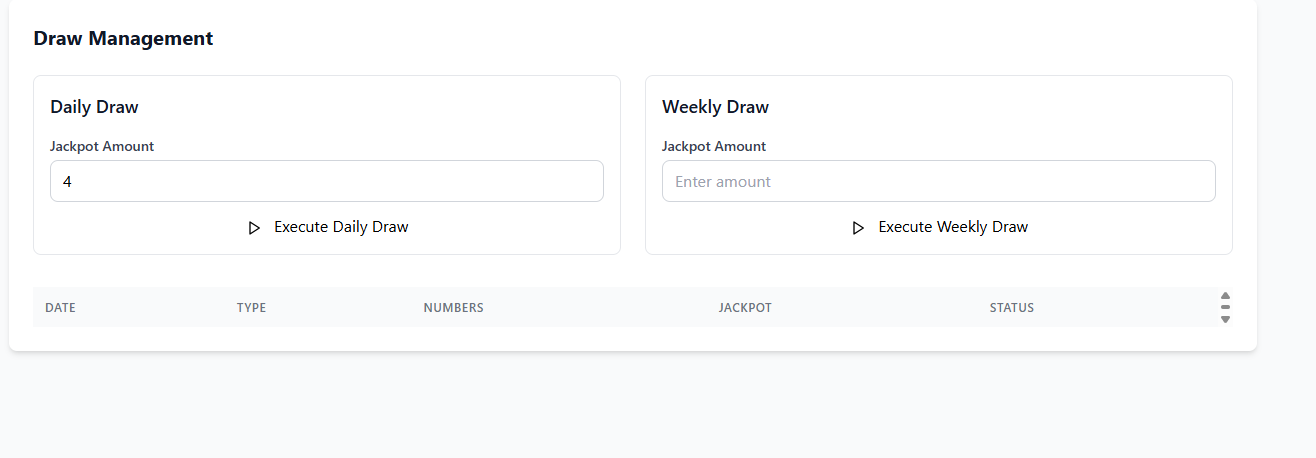 Draw Management
Daily Draw
Jackpot Amount
4
Execute Daily Draw
Weekly Draw
Jackpot Amount
Enter amount
Execute Weekly Draw
DATE TYPE NUMBERS JACKPOT STATUS